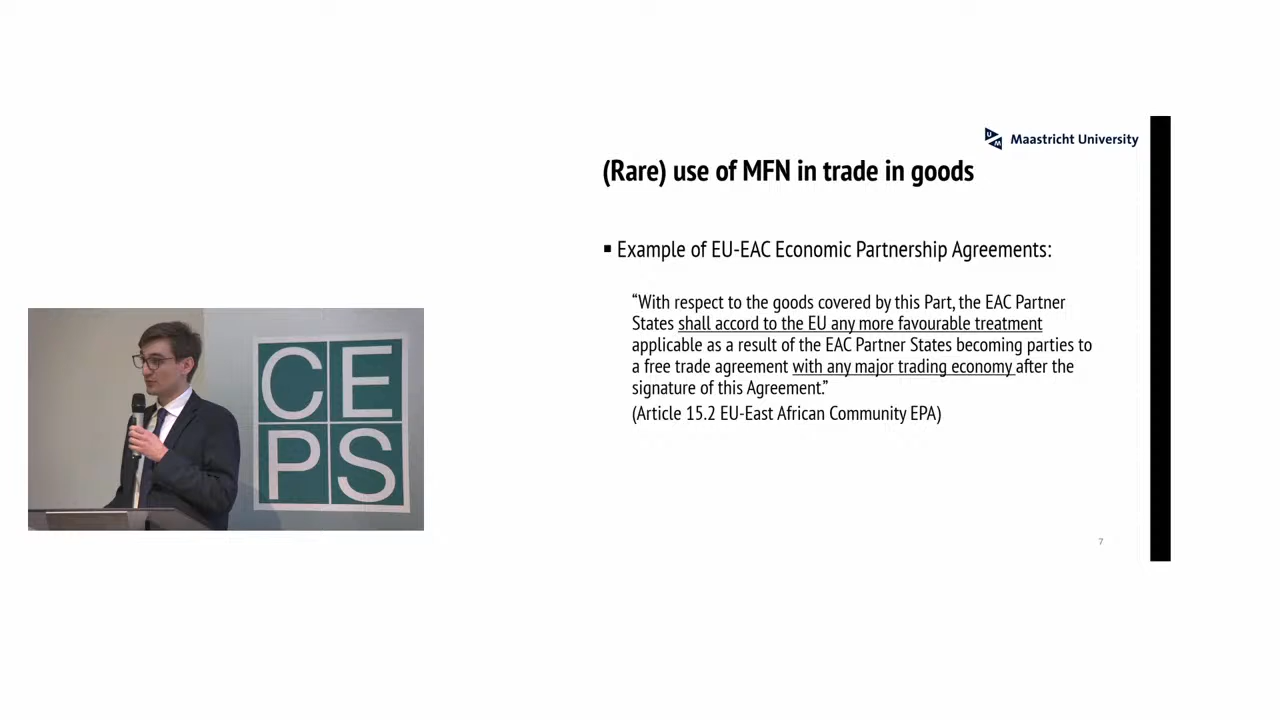 UM
Maastricht University
(Rare) use of MFN in trade in goods
▪ Example of EU-EAC Economic Partnership Agreements:
“With respect to the goods covered by this Part, the EAC Partner
States shall accord to the EU any more favourable treatment
applicable as a result of the EAC Partner States becoming parties to
a free trade agreement with any major trading economy after the
signature of this Agreement.”
(Article 15.2 EU-East African Community EPA)
CE
PS
7